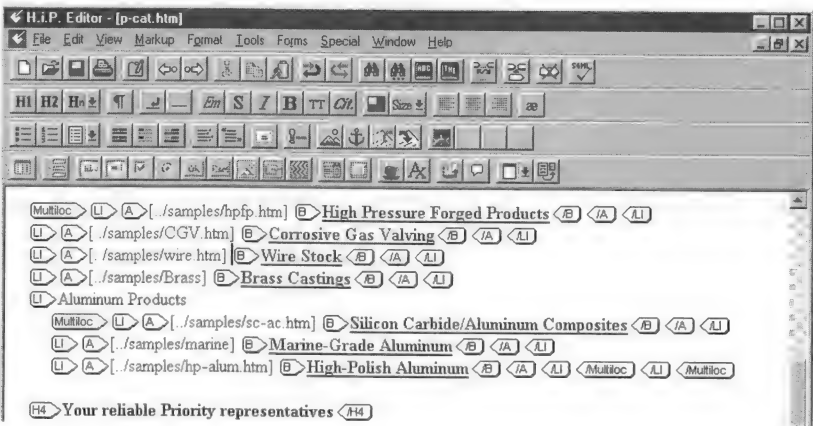 H.i.P. Editor - [p-cat.htm]
File Edit View Markup Format Tools Forms Special Window Help
H1 H2 Hn ¶ Em S I B TT Cit. Size æ
Multiloc LI A [../samples/hpfp.htm] B High Pressure Forged Products /B /A /LI
LI A [../samples/CGV.htm] B Corrosive Gas Valving /B /A /LI
LI A [../samples/wire.htm] B Wire Stock /B /A /LI
LI A [../samples/Brass] B Brass Castings /B /A /LI
LI Aluminum Products
Multiloc LI A [../samples/sc-ac.htm] B Silicon Carbide/Aluminum Composites /B /A /LI
LI A [../samples/marine] B Marine-Grade Aluminum /B /A /LI
LI A [../samples/hp-alum.htm] B High-Polish Aluminum /B /A /LI /Multiloc /LI /Multiloc
H4 Your reliable Priority representatives /H4